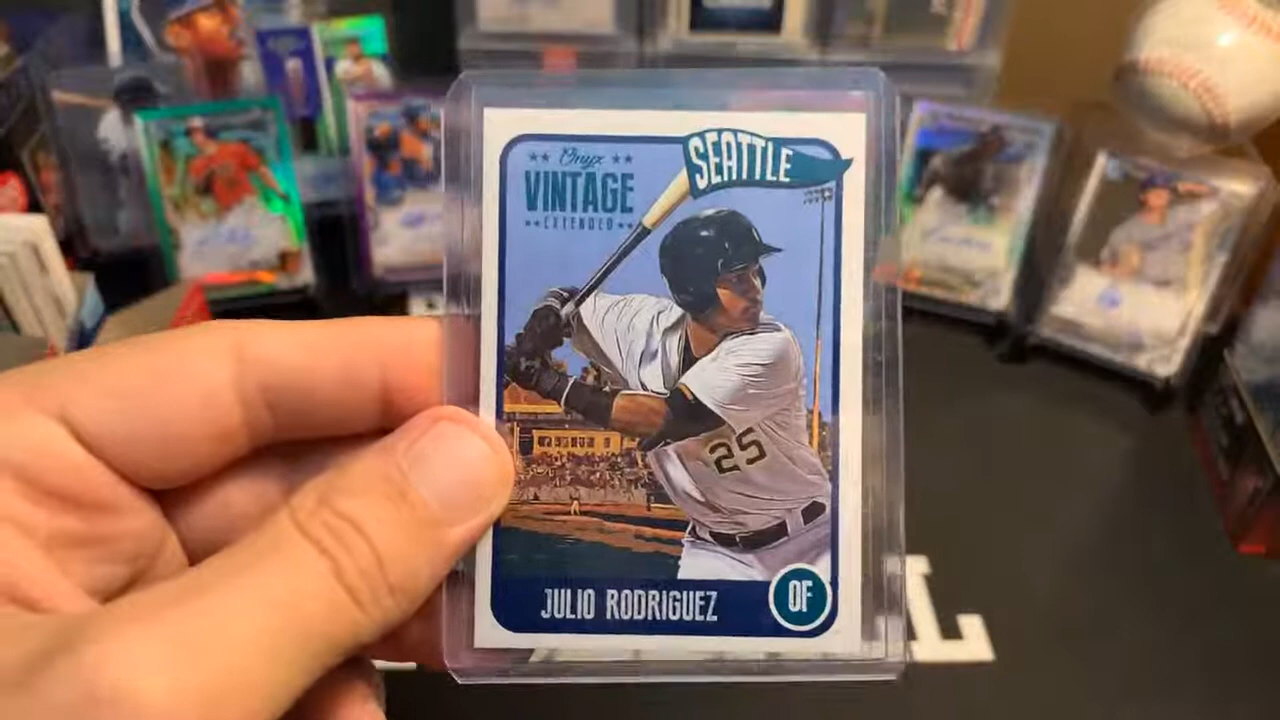 SEATTLE
Onyx
VINTAGE
EXTENDED
25
JULIO RODRIGUEZ
OF
L